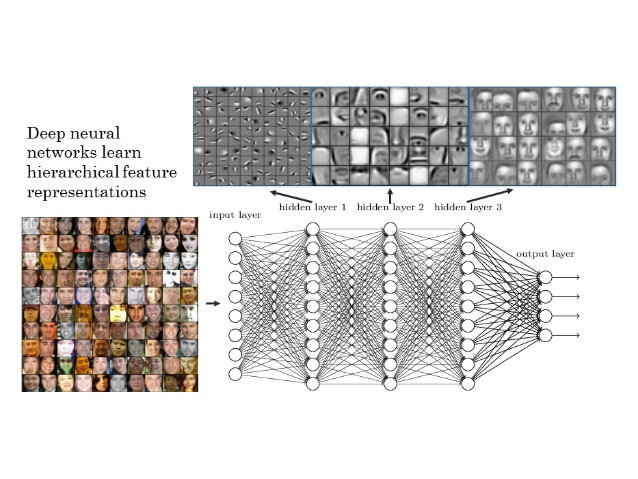 Deep neural
networks learn
hierarchical feature
representations
hidden layer 1 hidden layer 2 hidden layer 3
input layer
output layer